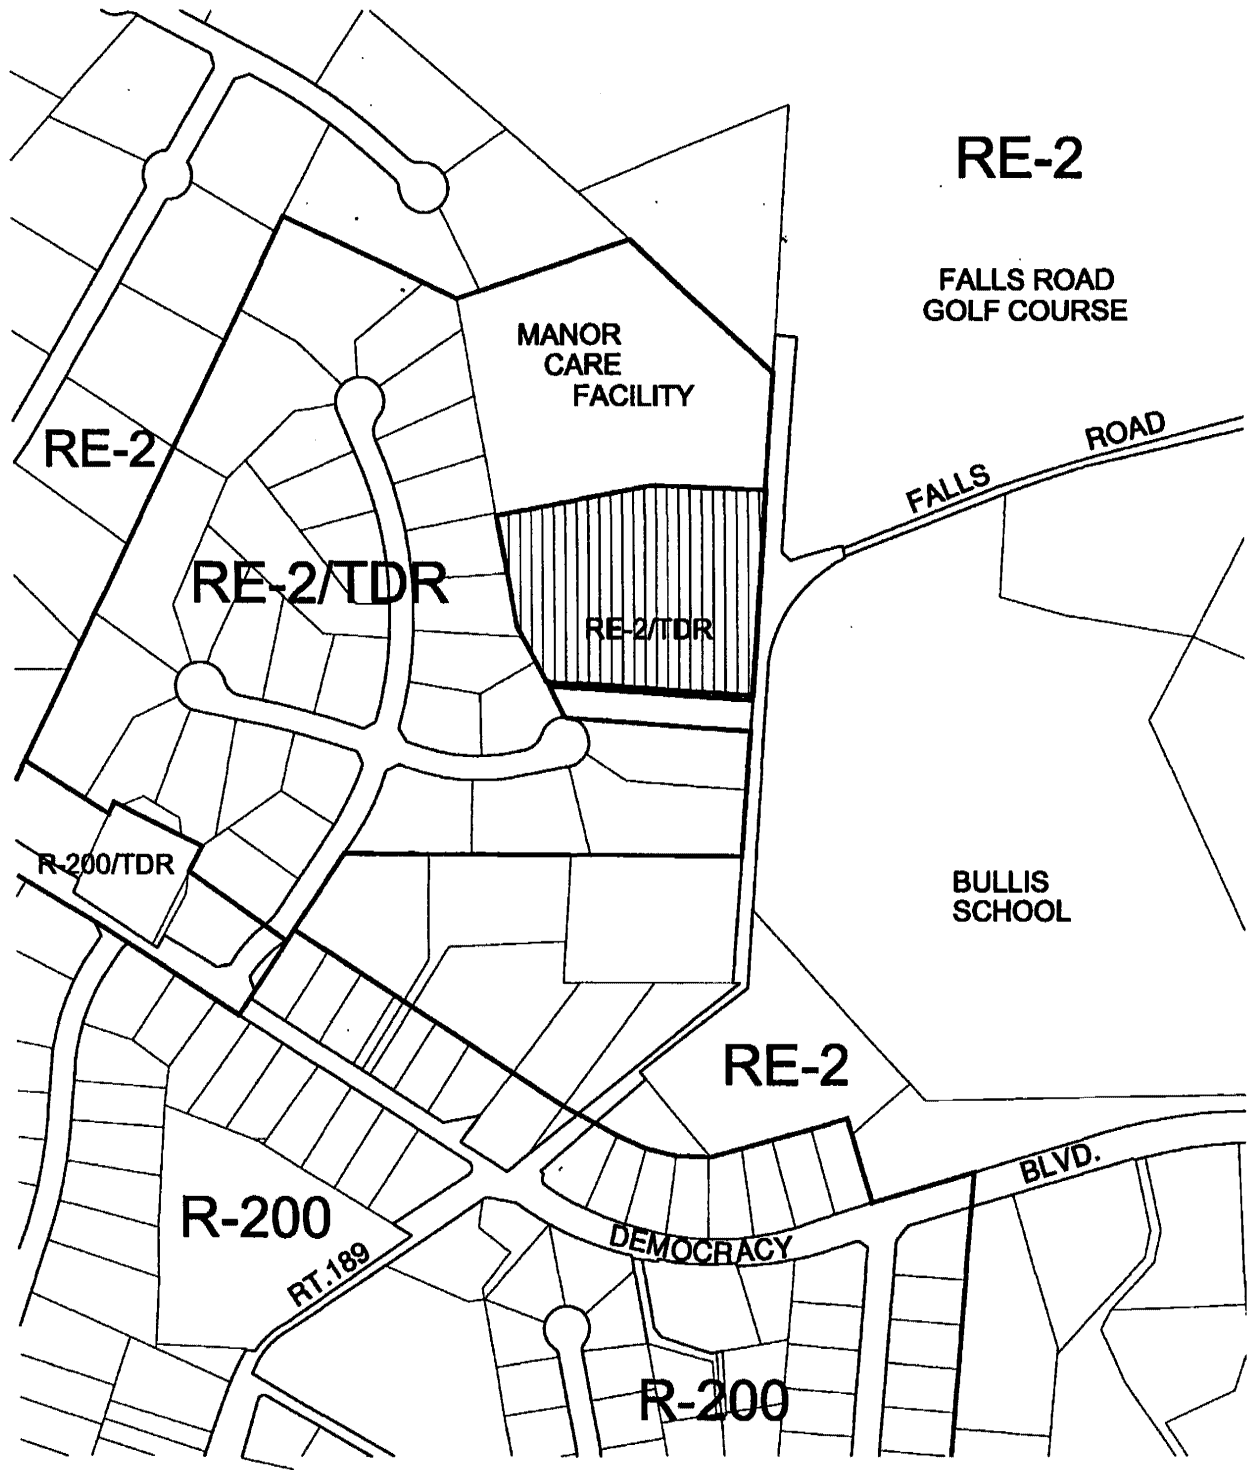 RE-2
FALLS ROAD
GOLF COURSE
MANOR
CARE
FACILITY
RE-2
FALLS ROAD
RE-2/TDR
RE-2/TDR
R-200/TDR
BULLIS
SCHOOL
RE-2
R-200
RT.189
DEMOCRACY BLVD.
R-200